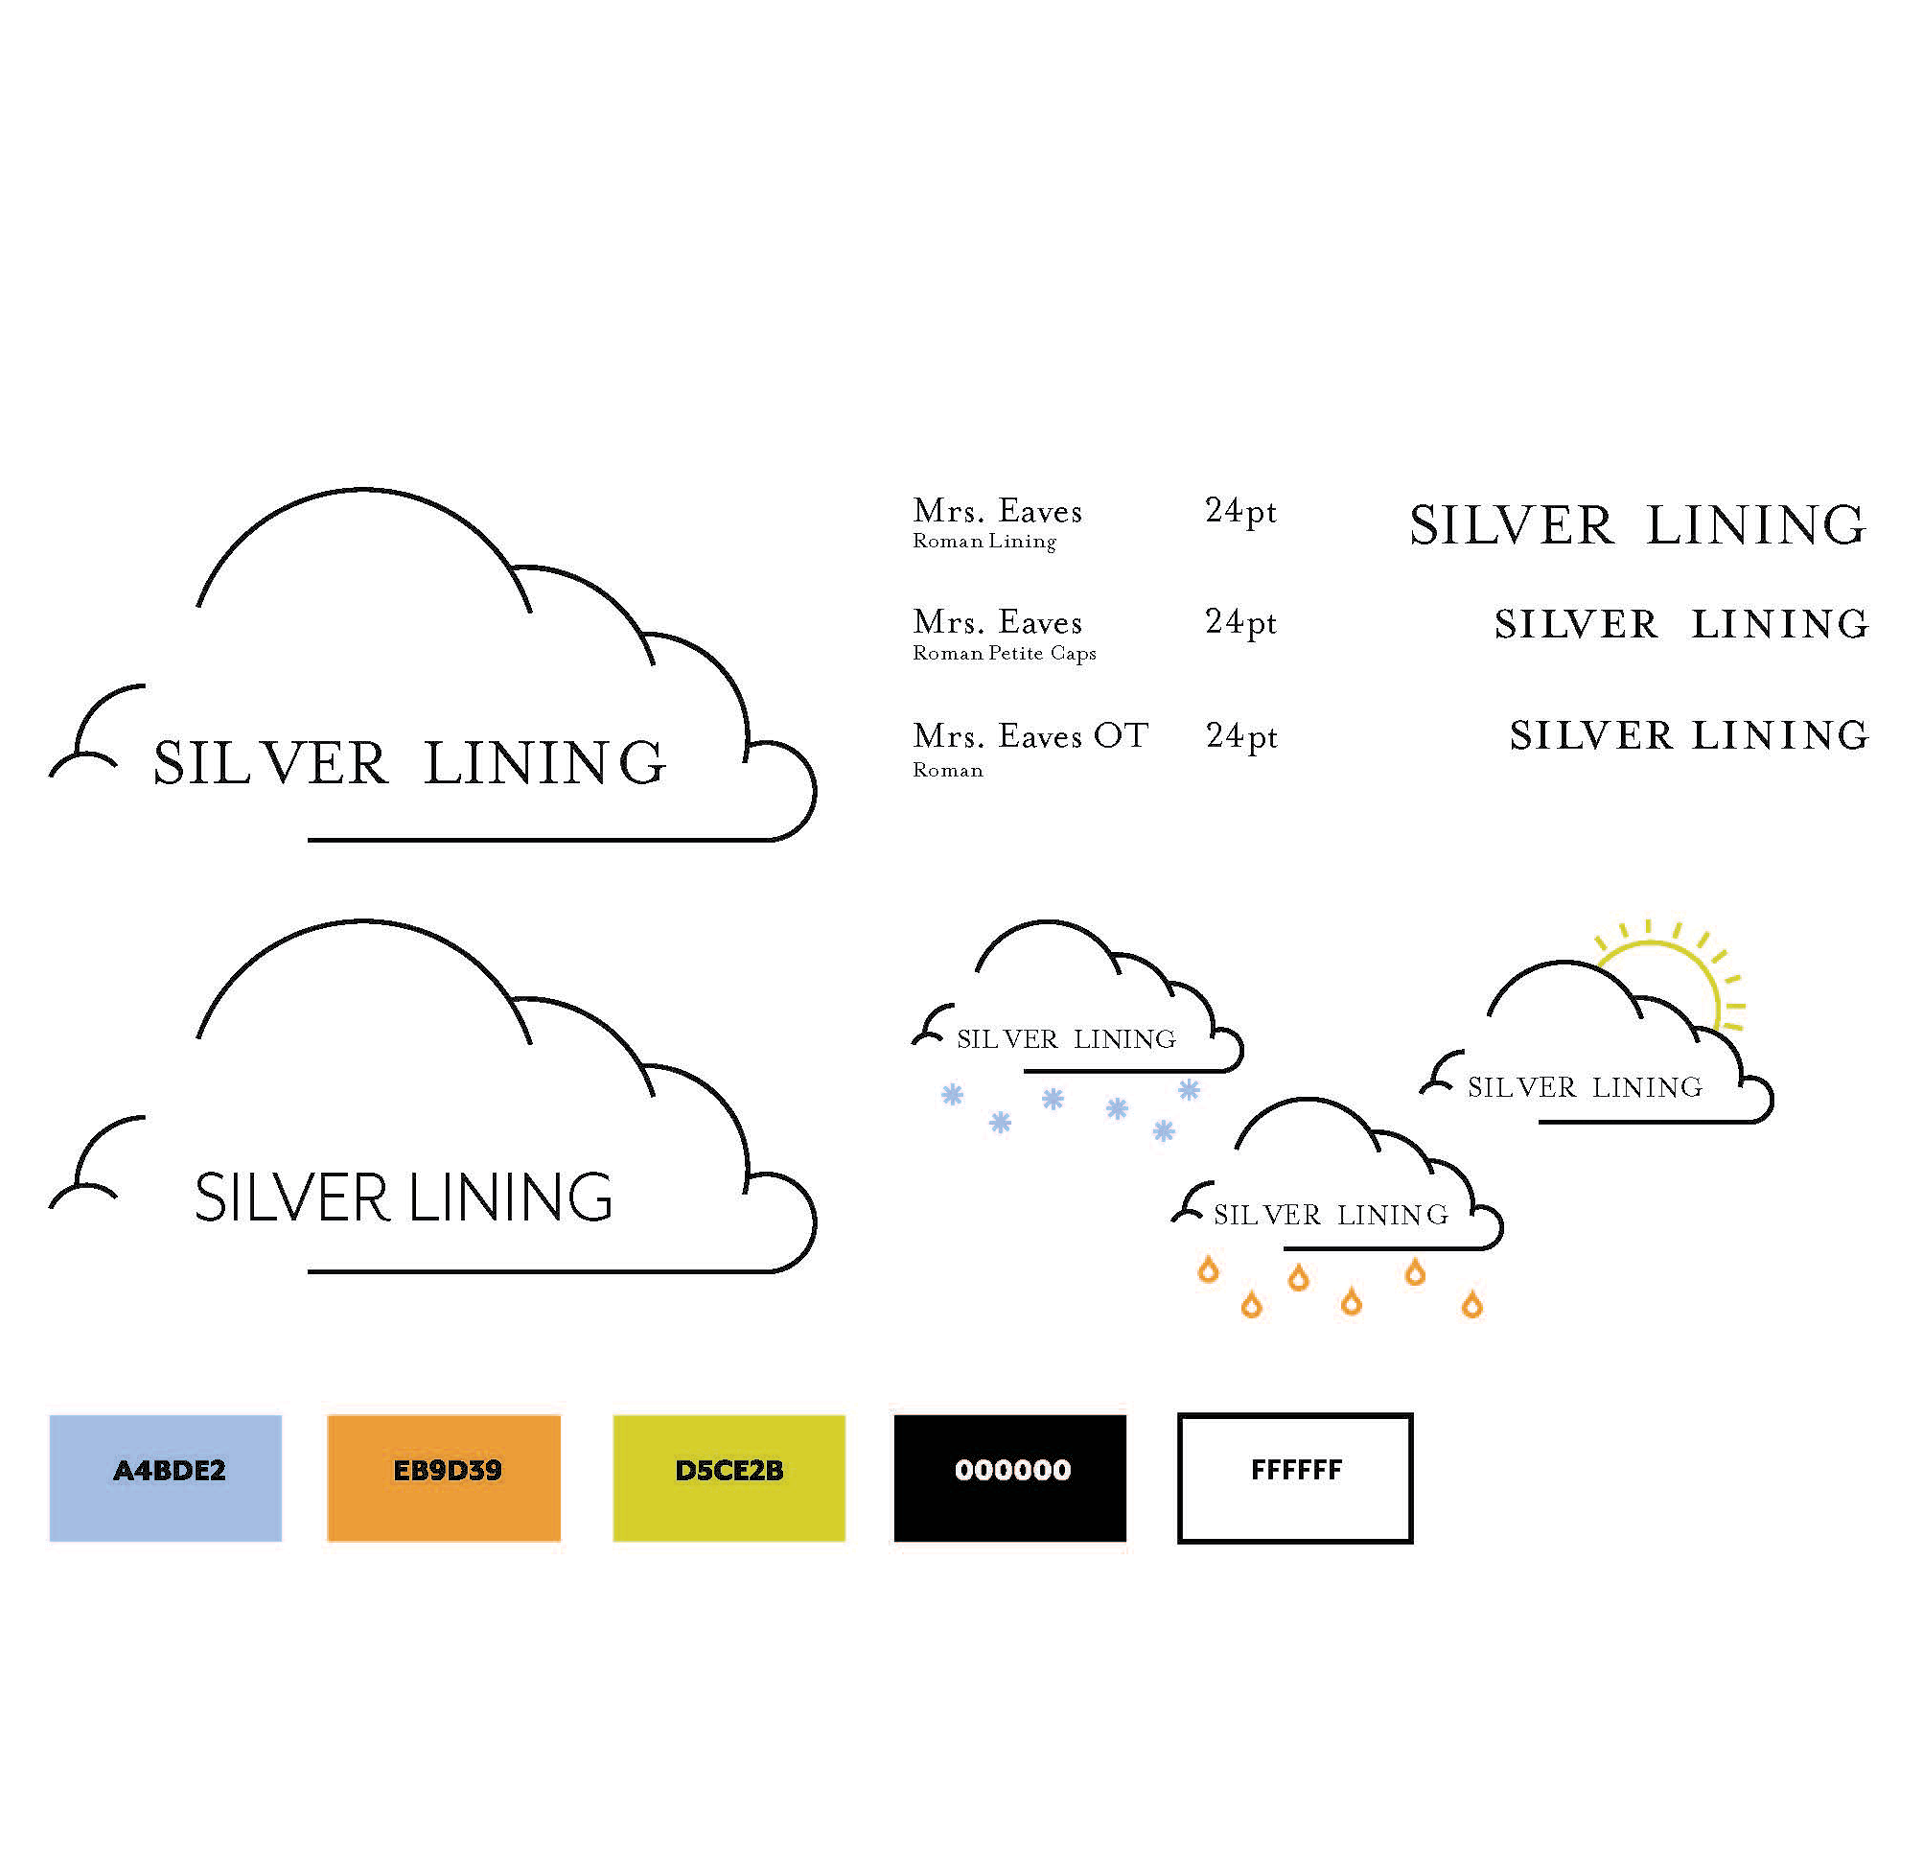 SILVER LINING
Mrs. Eaves
Roman Lining
24pt
SILVER LINING
Mrs. Eaves
Roman Petite Caps
24pt
SILVER LINING
Mrs. Eaves OT
Roman
24pt
SILVER LINING
SILVER LINING
SILVER LINING
SILVER LINING
SILVER LINING
A4BDE2
EB9D39
D5CE2B
000000
FFFFFF